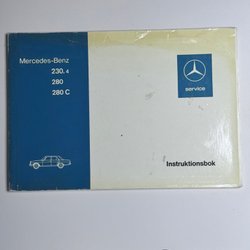 Mercedes-Benz
230.4
280
280 C
service
Instruktionsbok